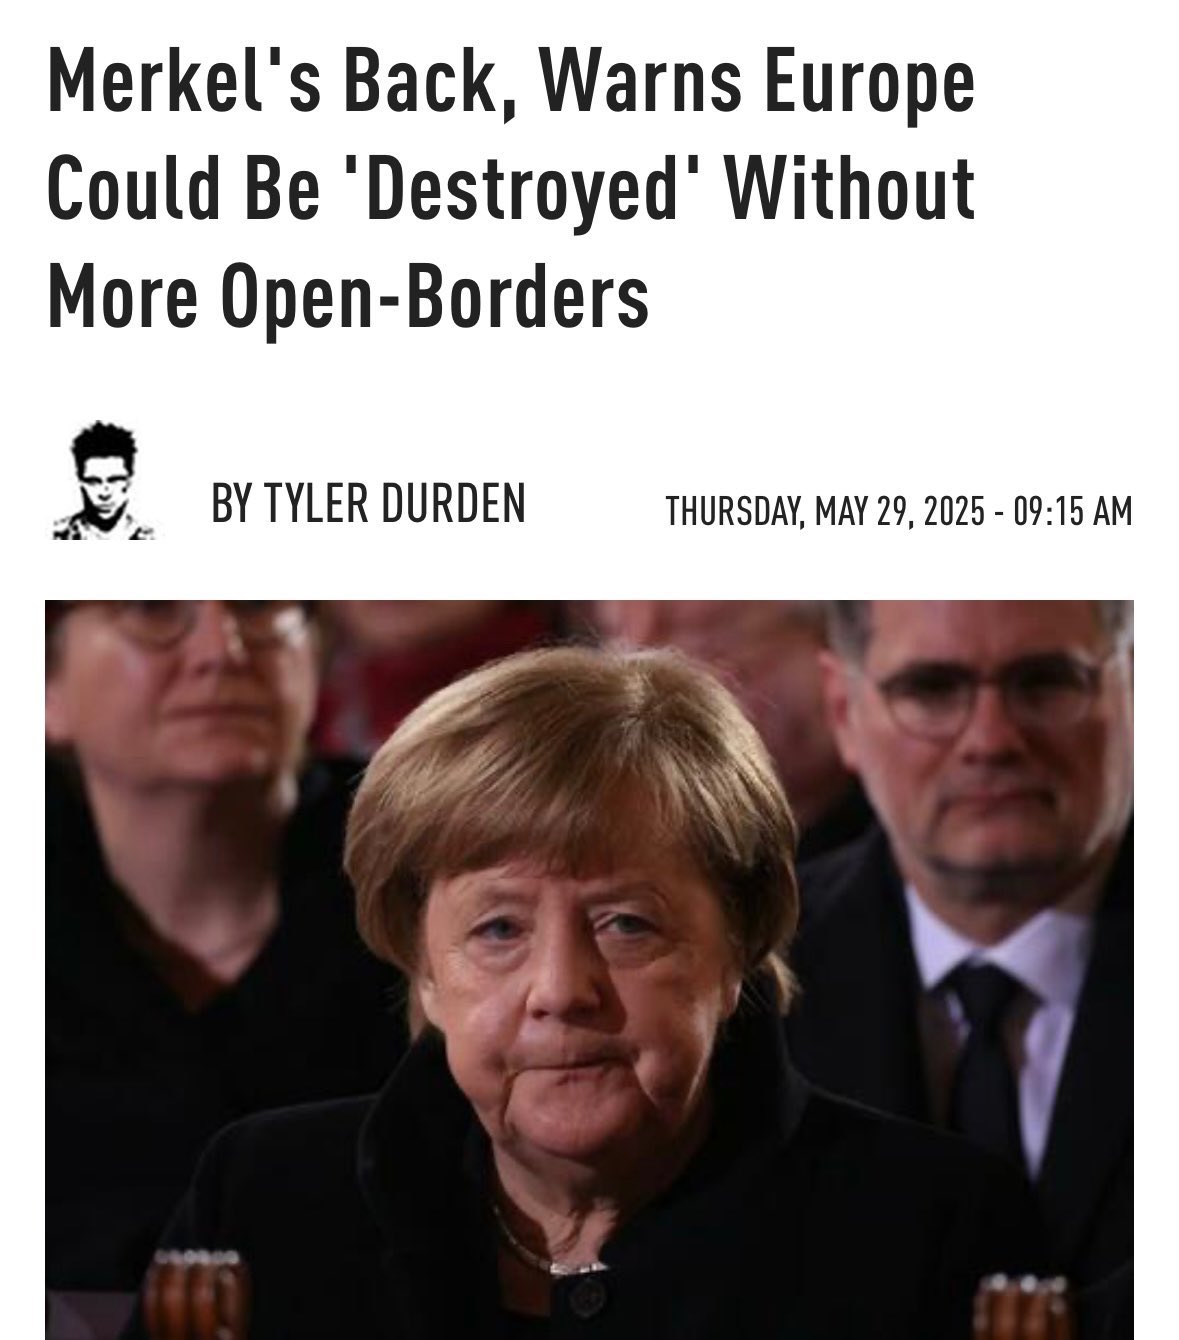 Merkel's Back, Warns Europe
Could Be 'Destroyed' Without
More Open-Borders
BY TYLER DURDEN
THURSDAY, MAY 29, 2025 - 09:15 AM